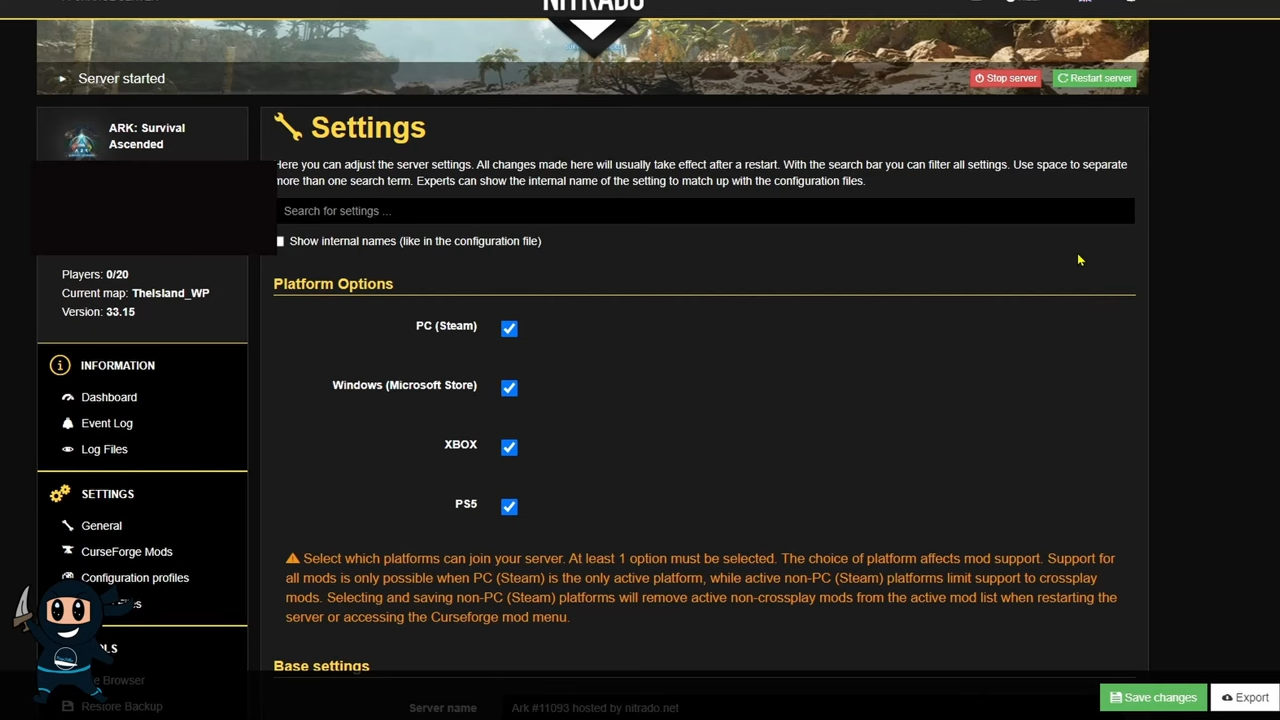 NITRADO
Server started
Stop server
Restart server
ARK: Survival
Ascended
Settings
Here you can adjust the server settings. All changes made here will usually take effect after a restart. With the search bar you can filter all settings. Use space to separate
more than one search term. Experts can show the internal name of the setting to match up with the configuration files.
Search for settings ...
Show internal names (like in the configuration file)
Players: 0/20
Current map: TheIsland_WP
Version: 33.15
INFORMATION
Dashboard
Event Log
Log Files
SETTINGS
General
CurseForge Mods
Configuration profiles
Platform Options
PC (Steam)
Windows (Microsoft Store)
XBOX
PS5
Select which platforms can join your server. At least 1 option must be selected. The choice of platform affects mod support. Support for
all mods is only possible when PC (Steam) is the only active platform, while active non-PC (Steam) platforms limit support to crossplay
mods. Selecting and saving non-PC (Steam) platforms will remove active non-crossplay mods from the active mod list when restarting the
server or accessing the Curseforge mod menu.
Browser
Restore Backup
Base settings
Server name
Ark #11093 hosted by nitrado.net
Save changes
Export